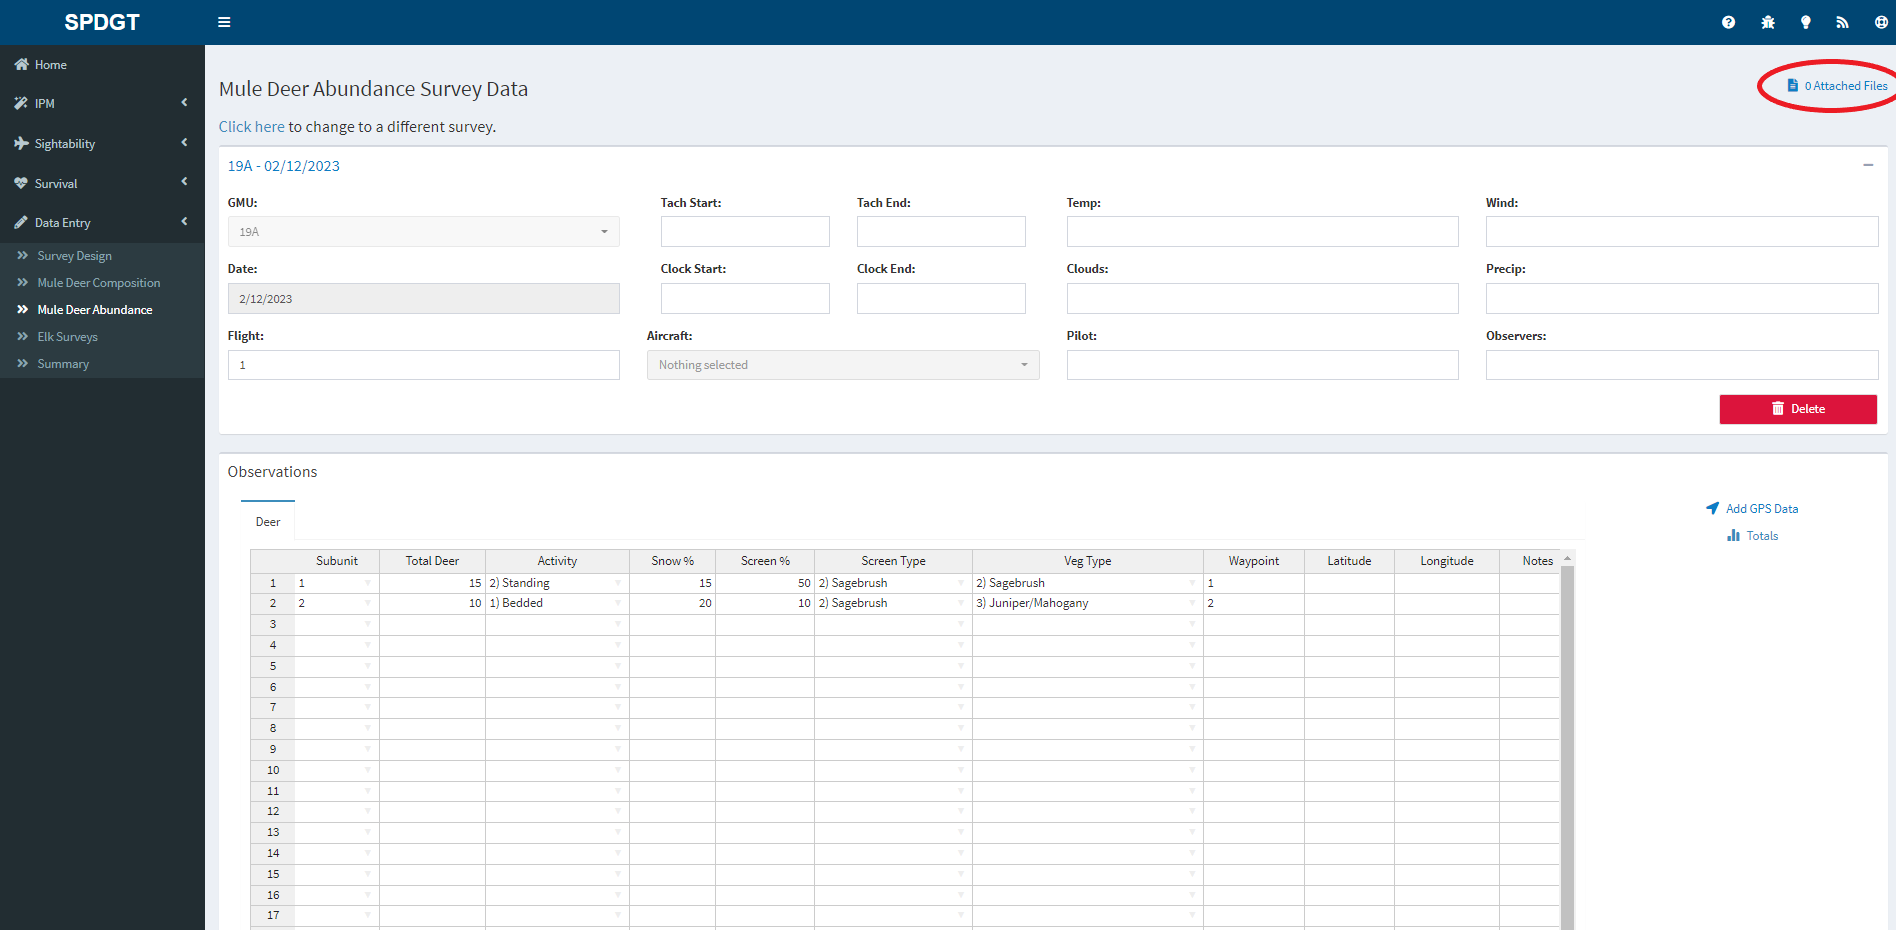 SPDGT
Home
IPM
Sightability
Survival
Data Entry
Survey Design
Mule Deer Composition
Mule Deer Abundance
Elk Surveys
Summary
Mule Deer Abundance Survey Data
0 Attached Files
Click here to change to a different survey.
19A - 02/12/2023
GMU: Tach Start: Tach End: Temp: Wind:
19A
Date: Clock Start: Clock End: Clouds: Precip:
2/12/2023
Flight: Aircraft: Pilot: Observers:
1 Nothing selected
Delete
Observations
Deer
Add GPS Data
Totals
Subunit Total Deer Activity Snow % Screen % Screen Type Veg Type Waypoint Latitude Longitude Notes
1 1 15 2) Standing 15 50 2) Sagebrush 2) Sagebrush 1
2 2 10 1) Bedded 20 10 2) Sagebrush 3) Juniper/Mahogany 2
3
4
5
6
7
8
9
10
11
12
13
14
15
16
17